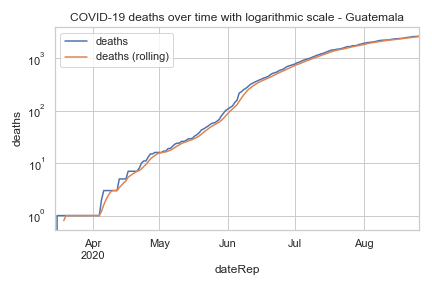 COVID-19 deaths over time with logarithmic scale - Guatemala
deaths
deaths (rolling)
10³
10²
10¹
10⁰
deaths
Apr
2020
May
Jun
Jul
Aug
dateRep